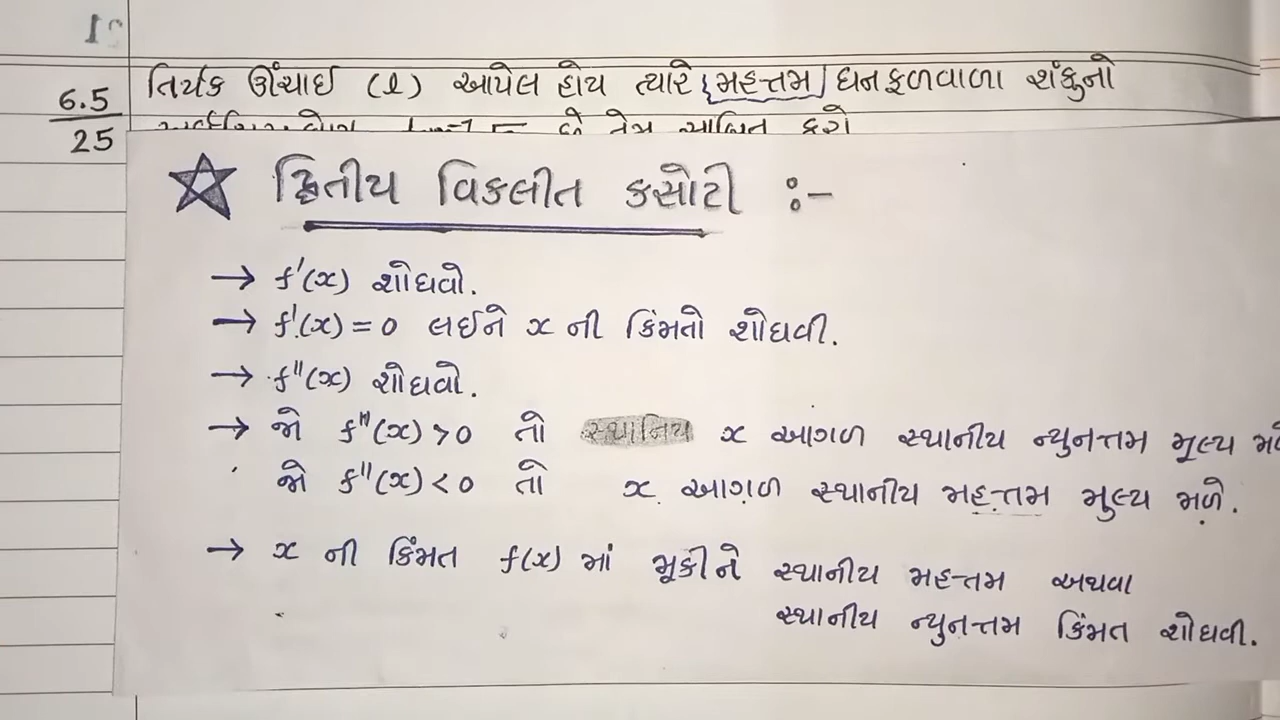 6.5
25
તિર્યક ઊંચાઈ (l) આપેલ હોય ત્યારે મહત્તમ ઘનફળવાળા શંકુનો
છે તેમ સાબિત કરો
દ્વિતીય વિકલીત કસોટી :-
→ f'(x) શોધવો.
→ f'(x) = 0 લઈને x ની કિંમતો શોધવી.
→ f"(x) શોધવો.
→ જો f"(x) > 0 તો સ્થાનિય x આગળ સ્થાનીય ન્યુનત્તમ મૂલ્ય
જો f"(x) < 0 તો x આગળ સ્થાનીય મહત્તમ મુલ્ય મળે.
→ x ની કિંમત f(x) માં મૂકીને સ્થાનીય મહત્તમ અથવા
સ્થાનીય ન્યુનત્તમ કિંમત શોધવી.